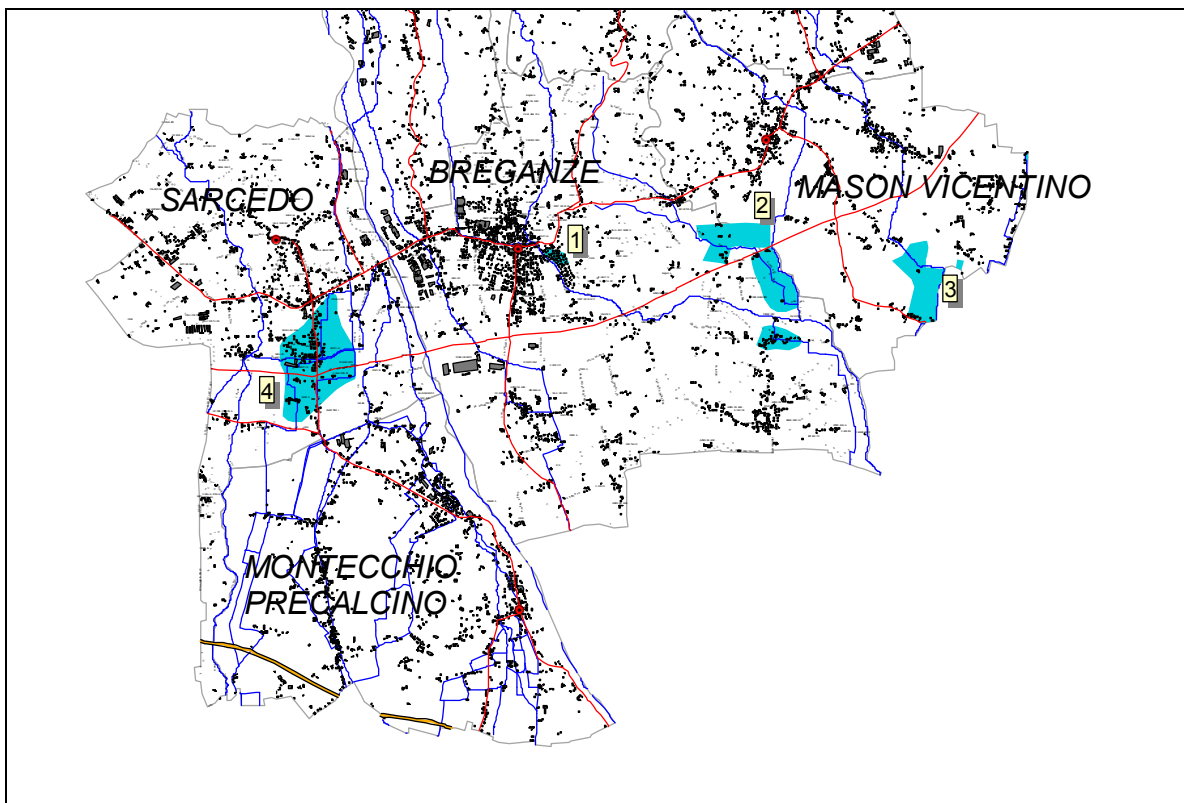 BREGANZE
SARCEDO
MASON VICENTINO
1
2
3
4
MONTECCHIO
PRECALCINO